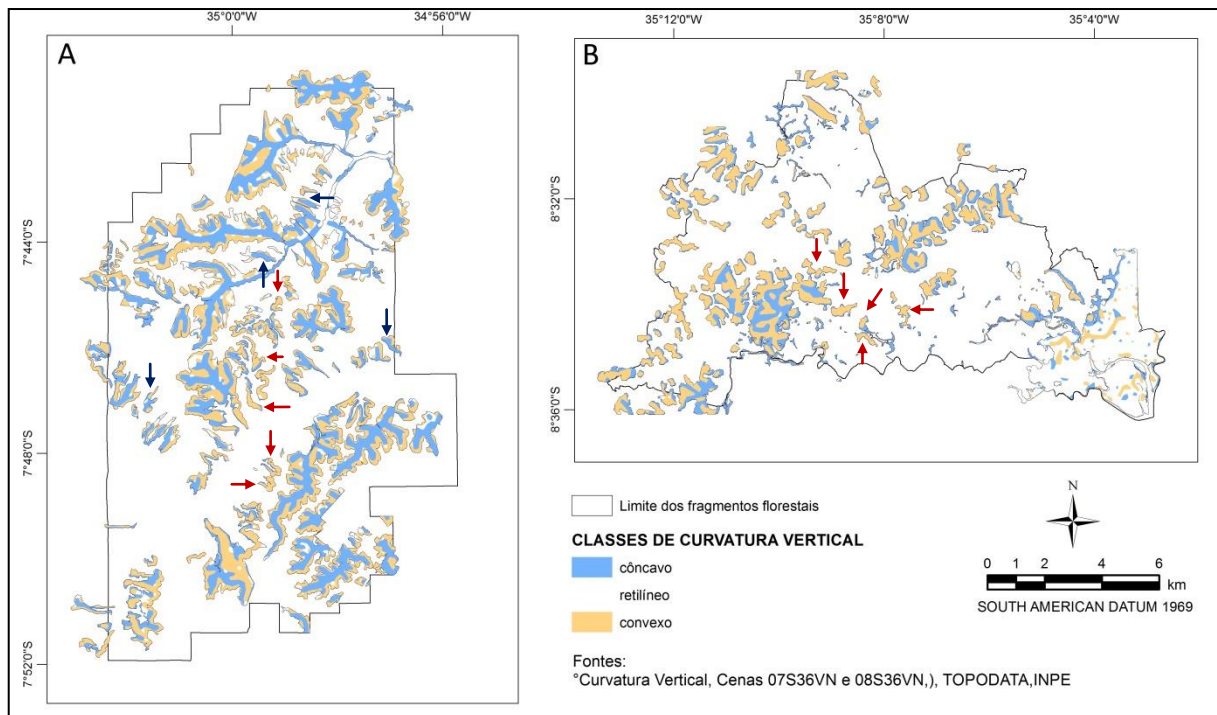 35°0'0"W
34°56'0"W
A
7°44'0"S
7°48'0"S
7°52'0"S
35°12'0"W
35°8'0"W
35°4'0"W
B
8°32'0"S
8°36'0"S
Limite dos fragmentos florestais
CLASSES DE CURVATURA VERTICAL
côncavo
retilíneo
convexo
N
0 1 2 4 6
km
SOUTH AMERICAN DATUM 1969
Fontes:
°Curvatura Vertical, Cenas 07S36VN e 08S36VN,), TOPODATA,INPE